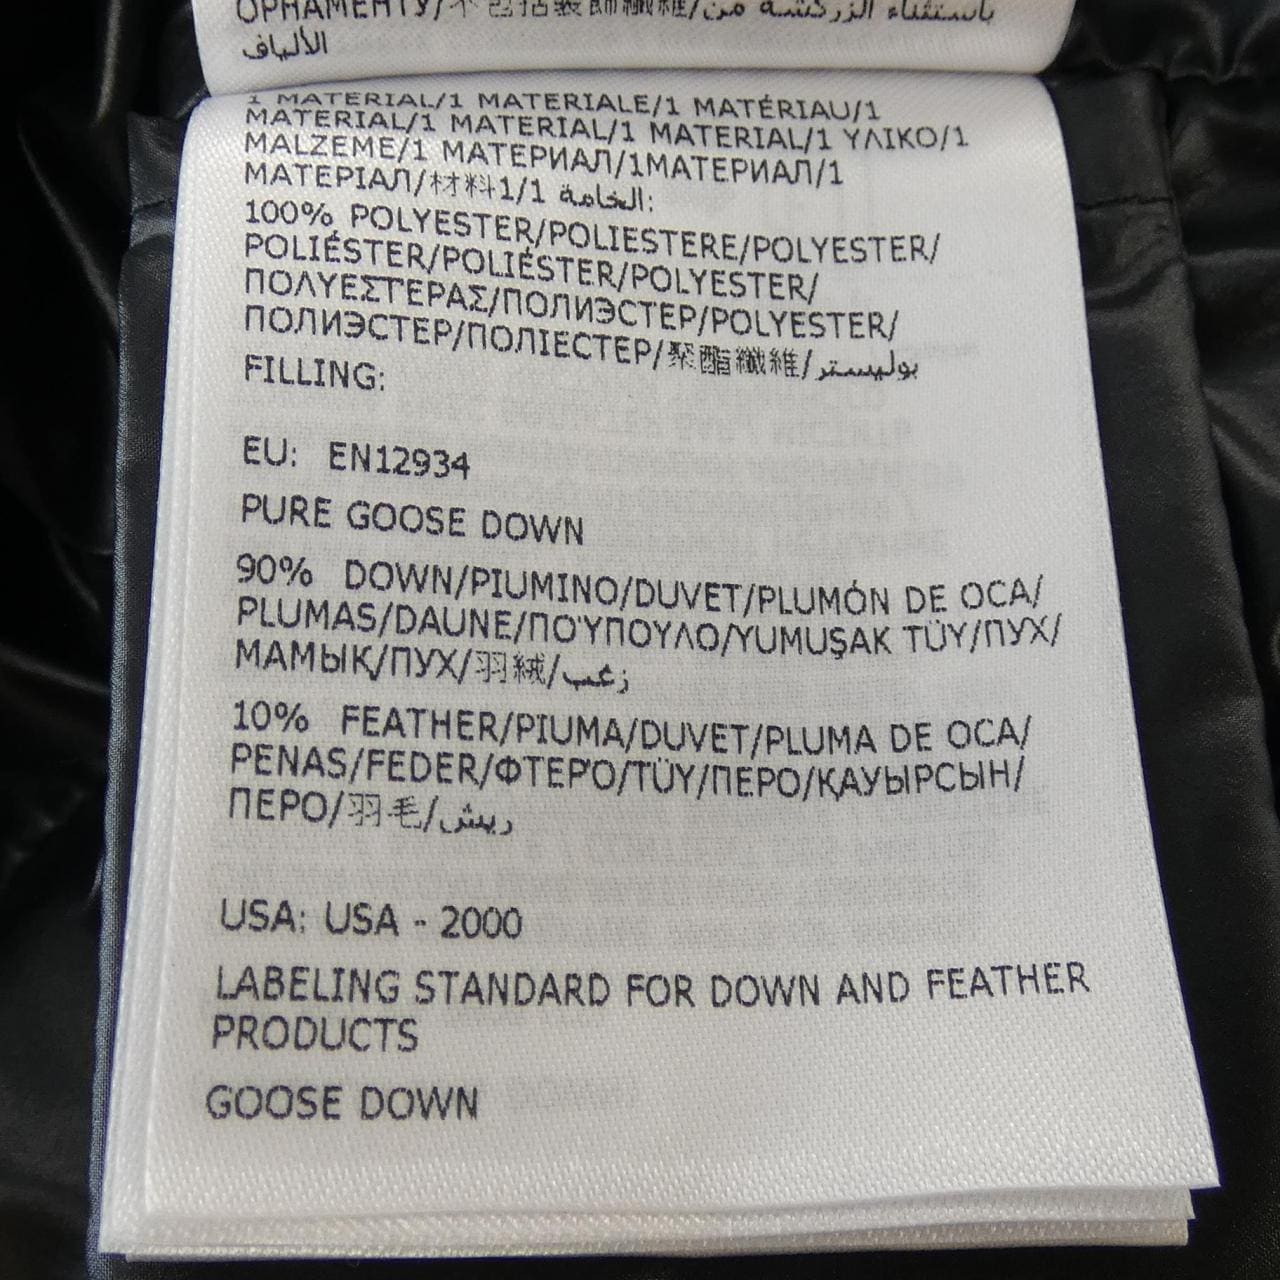 ОРНАМЕНТУ/不包括裝飾纖維/باستثناء الزركشة من
الألياف
1 MATERIAL/1 MATERIALE/1 MATÉRIAU/1
MATERIAL/1 MATERIAL/1 MATERIAL/1 ΥΛΙΚΟ/1
MALZEME/1 МАТЕРИАЛ/1МАТЕРИАЛ/1
МАТЕРІАЛ/材料1/1 الخامة:
100% POLYESTER/POLIESTERE/POLYESTER/
POLIÉSTER/POLIÉSTER/POLYESTER/
ΠΟΛΥΕΣΤΕΡΑΣ/ПОЛИЭСТЕР/POLYESTER/
ПОЛИЭСТЕР/ПОЛІЕСТЕР/聚酯纖維/بوليستر
FILLING:
EU: EN12934
PURE GOOSE DOWN
90% DOWN/PIUMINO/DUVET/PLUMÓN DE OCA/
PLUMAS/DAUNE/ΠΟΎΠΟΥΛΟ/YUMUŞAK TÜY/ПУХ/
МАМЫҚ/ПУХ/羽絨/زغب
10% FEATHER/PIUMA/DUVET/PLUMA DE OCA/
PENAS/FEDER/ΦΤΕΡΌ/TÜY/ПЕРО/ҚАУЫРСЫН/
ПЕРО/羽毛/ريش
USA: USA - 2000
LABELING STANDARD FOR DOWN AND FEATHER
PRODUCTS
GOOSE DOWN